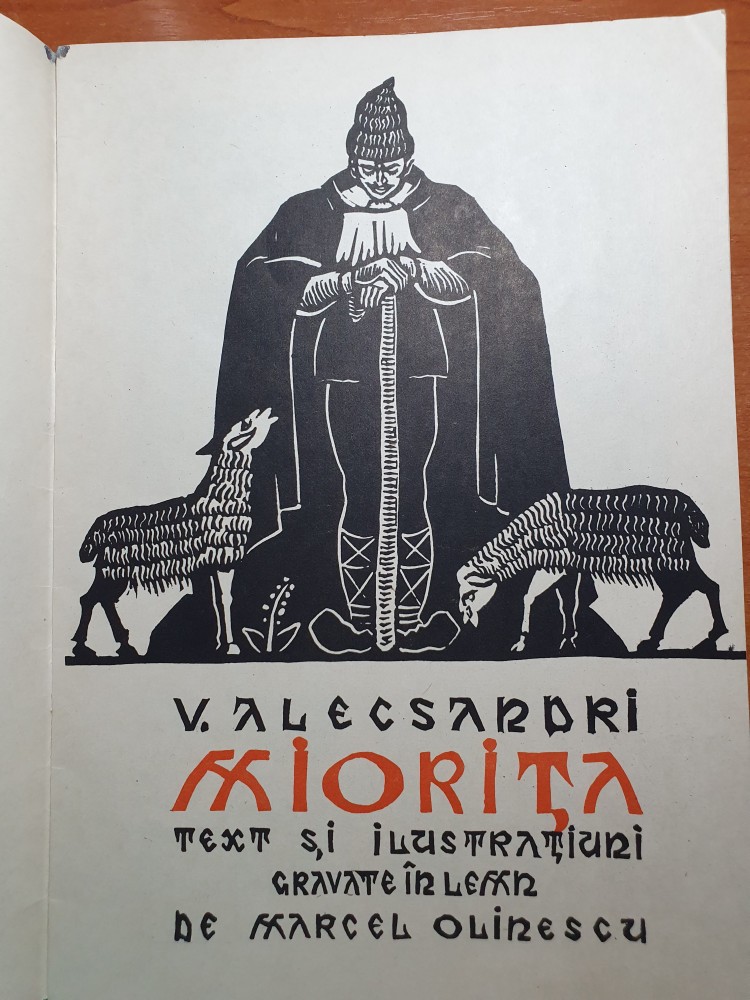 V. ALECSANDRI
MIORIȚA
TEXT ȘI ILUSTRAȚIUNI
GRAVATE ÎN LEMN
DE MARCEL OLINESCU